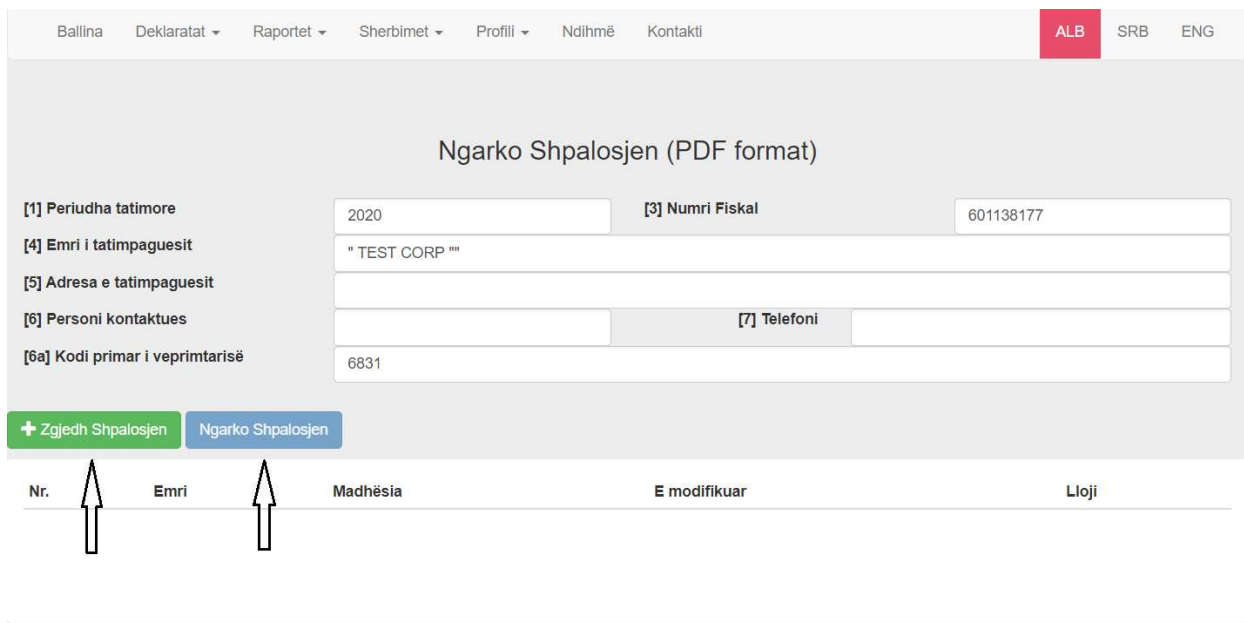 Ballina Deklaratat Raportet Sherbimet Profili Ndihmë Kontakti ALB SRB ENG
Ngarko Shpalosjen (PDF format)
[1] Periudha tatimore 2020 [3] Numri Fiskal 601138177
[4] Emri i tatimpaguesit " TEST CORP ""
[5] Adresa e tatimpaguesit
[6] Personi kontaktues [7] Telefoni
[6a] Kodi primar i veprimtarisë 6831
+ Zgjedh Shpalosjen Ngarko Shpalosjen
Nr. Emri Madhësia E modifikuar Lloji